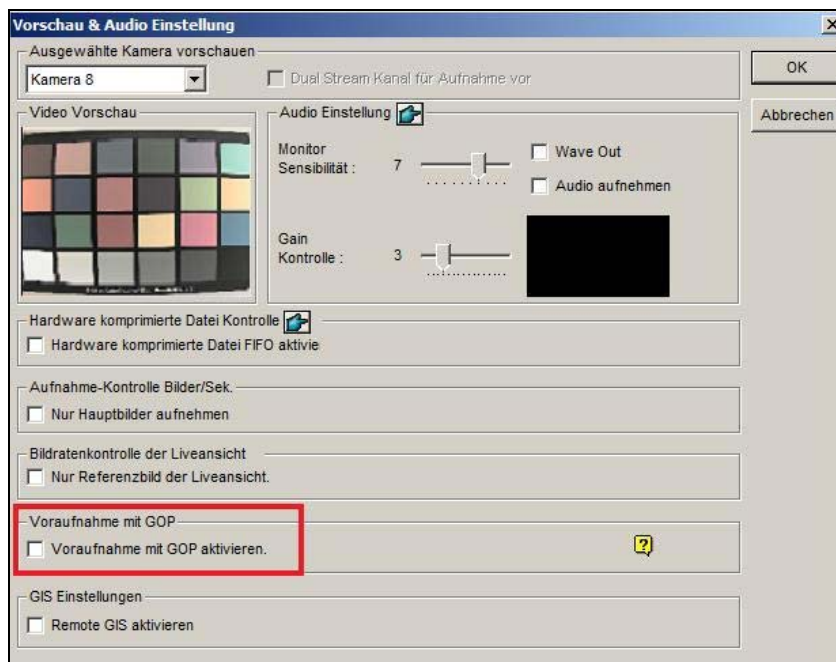 Vorschau & Audio Einstellung
Ausgewählte Kamera vorschauen
Kamera 8
Dual Stream Kanal für Aufnahme vor
OK
Abbrechen
Video Vorschau
Audio Einstellung
Monitor
Sensibilität :
7
Wave Out
Audio aufnehmen
Gain
Kontrolle :
3
Hardware komprimierte Datei Kontrolle
Hardware komprimierte Datei FIFO aktivie
Aufnahme-Kontrolle Bilder/Sek.
Nur Hauptbilder aufnehmen
Bildratenkontrolle der Liveansicht
Nur Referenzbild der Liveansicht.
Voraufnahme mit GOP
Voraufnahme mit GOP aktivieren.
?
GIS Einstellungen
Remote GIS aktivieren